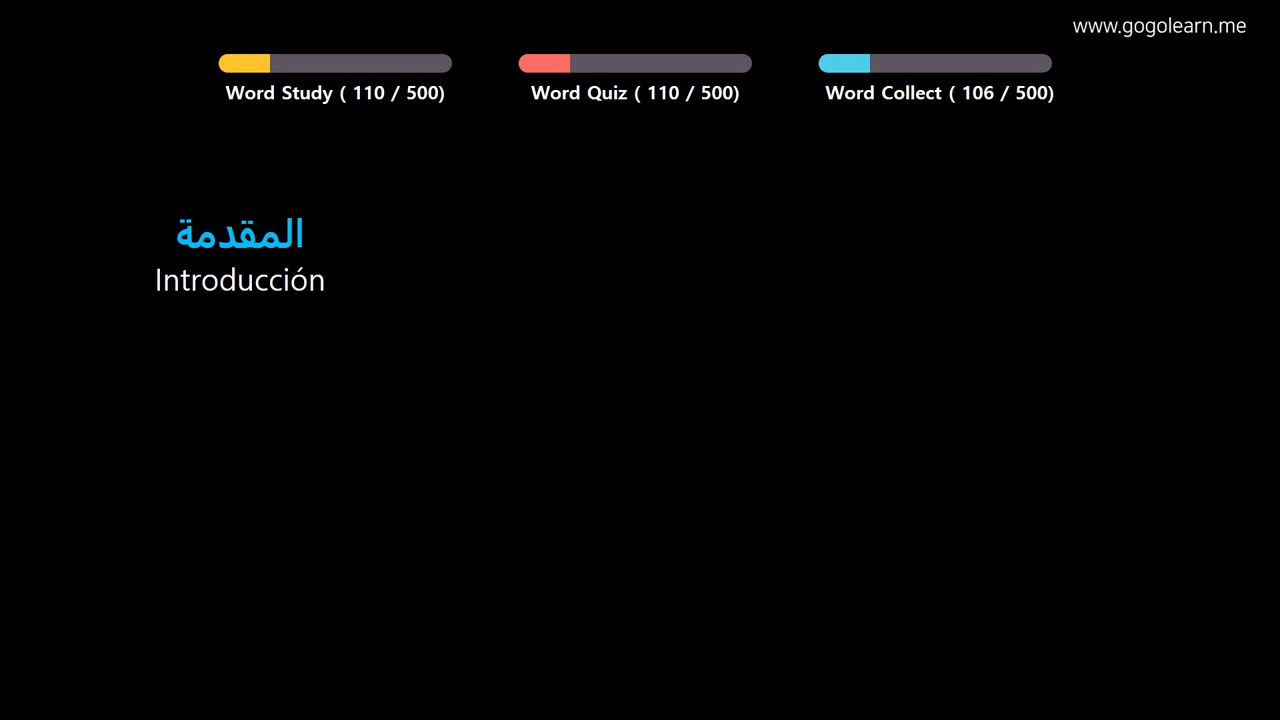 www.gogolearn.me
Word Study ( 110 / 500)
Word Quiz ( 110 / 500)
Word Collect ( 106 / 500)
المقدمة
Introducción